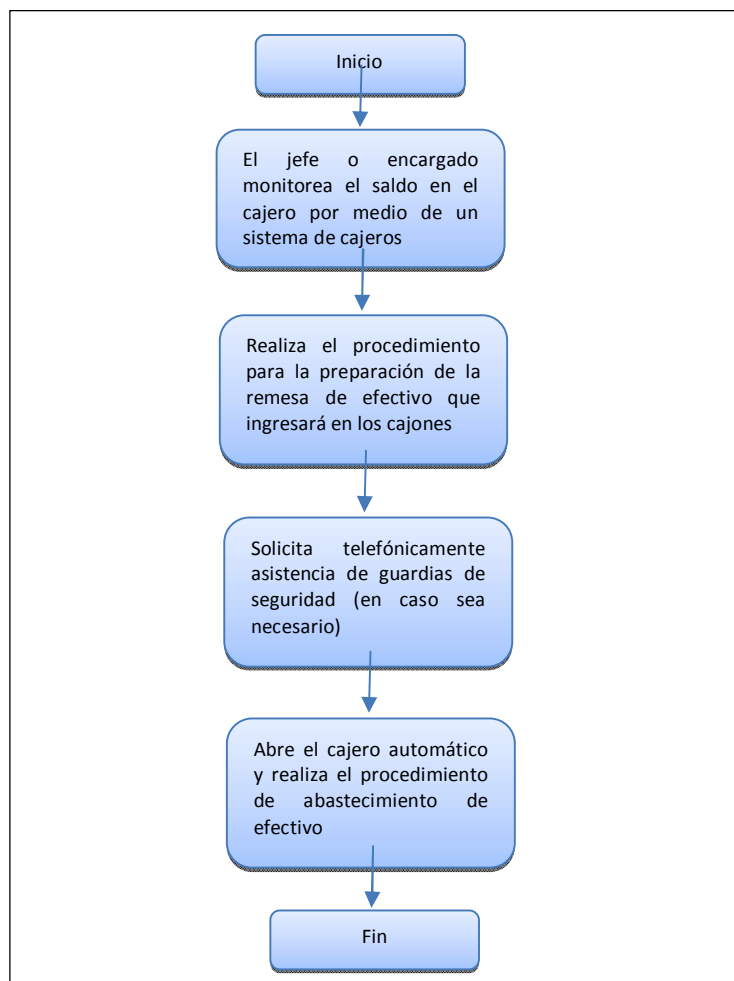 Inicio
El jefe o encargado
monitorea el saldo en el
cajero por medio de un
sistema de cajeros
Realiza el procedimiento
para la preparación de la
remesa de efectivo que
ingresará en los cajones
Solicita telefónicamente
asistencia de guardias de
seguridad (en caso sea
necesario)
Abre el cajero automático
y realiza el procedimiento
de abastecimiento de
efectivo
Fin